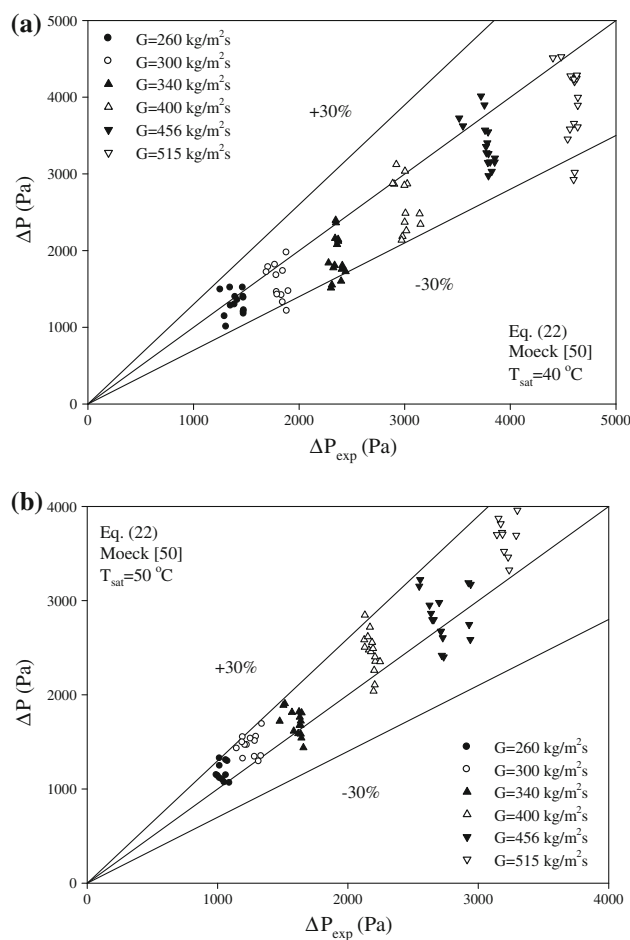 (a)
5000
4000
3000
2000
1000
0
ΔP (Pa)
G=260 kg/m²s
G=300 kg/m²s
G=340 kg/m²s
G=400 kg/m²s
G=456 kg/m²s
G=515 kg/m²s
+30%
-30%
Eq. (22)
Moeck [50]
T_sat=40 °C
0 1000 2000 3000 4000 5000
ΔP_exp (Pa)
(b)
4000
3000
2000
1000
0
ΔP (Pa)
Eq. (22)
Moeck [50]
T_sat=50 °C
+30%
-30%
G=260 kg/m²s
G=300 kg/m²s
G=340 kg/m²s
G=400 kg/m²s
G=456 kg/m²s
G=515 kg/m²s
0 1000 2000 3000 4000
ΔP_exp (Pa)